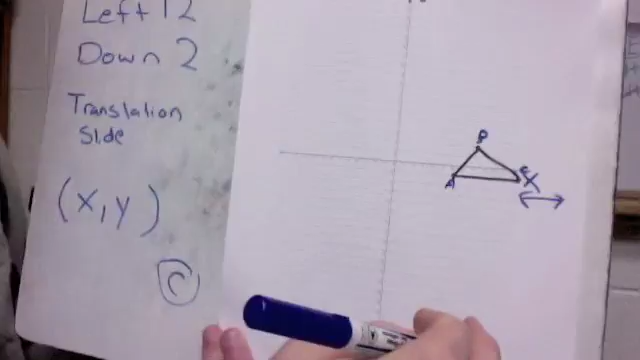 Left 12
Down 2
Translation
Slide
(x,y)
C
P
A
X